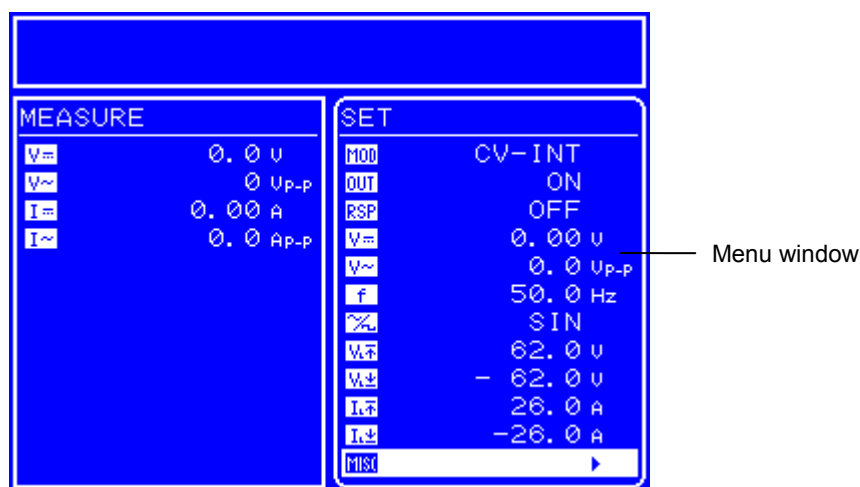 MEASURE
V⎓ 0.0 V
V~ 0 Vp-p
I⎓ 0.00 A
I~ 0.0 Ap-p
SET
MOD CV-INT
OUT ON
RSP OFF
V⎓ 0.00 V
V~ 0.0 Vp-p
f 50.0 Hz
SIN
V 62.0 V
V - 62.0 V
I 26.0 A
I -26.0 A
MISC
Menu window